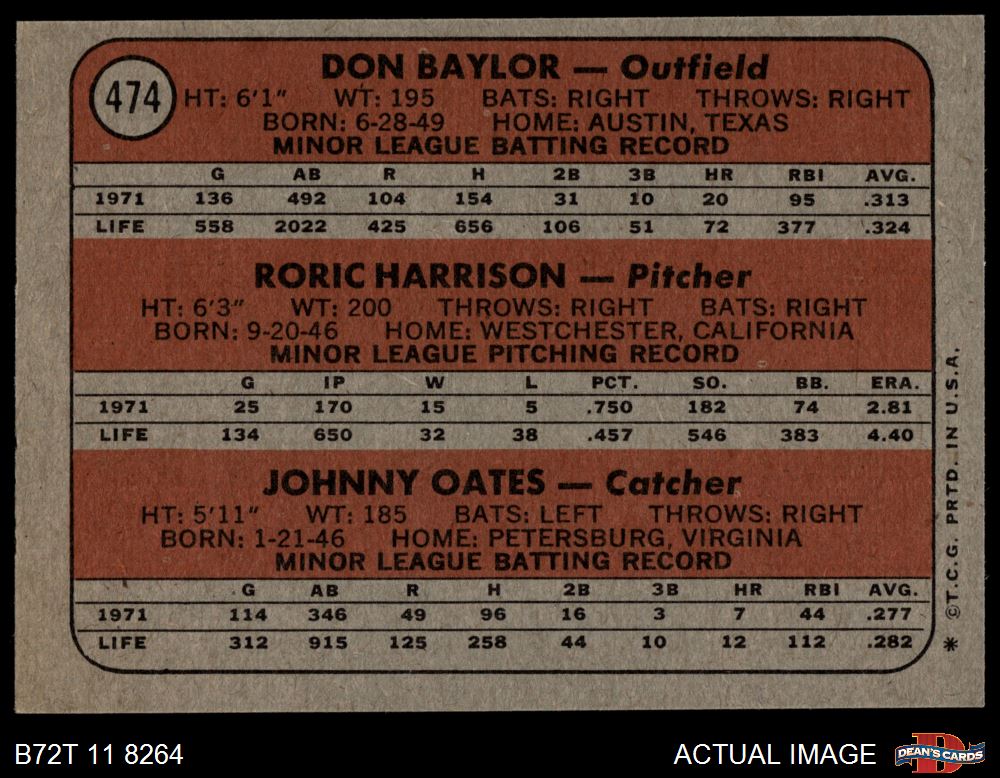 474
DON BAYLOR — Outfield
HT: 6'1" WT: 195 BATS: RIGHT THROWS: RIGHT
BORN: 6-28-49 HOME: AUSTIN, TEXAS
MINOR LEAGUE BATTING RECORD
G AB R H 2B 3B HR RBI AVG.
1971 136 492 104 154 31 10 20 95 .313
LIFE 558 2022 425 656 106 51 72 377 .324
RORIC HARRISON — Pitcher
HT: 6'3" WT: 200 THROWS: RIGHT BATS: RIGHT
BORN: 9-20-46 HOME: WESTCHESTER, CALIFORNIA
MINOR LEAGUE PITCHING RECORD
G IP W L PCT. SO. BB. ERA.
1971 25 170 15 5 .750 182 74 2.81
LIFE 134 650 32 38 .457 546 383 4.40
JOHNNY OATES — Catcher
HT: 5'11" WT: 185 BATS: LEFT THROWS: RIGHT
BORN: 1-21-46 HOME: PETERSBURG, VIRGINIA
MINOR LEAGUE BATTING RECORD
G AB R H 2B 3B HR RBI AVG.
1971 114 346 49 96 16 3 7 44 .277
LIFE 312 915 125 258 44 10 12 112 .282
* ©T.C.G. PRTD. IN U.S.A.
B72T 11 8264
ACTUAL IMAGE
DEAN'S CARDS